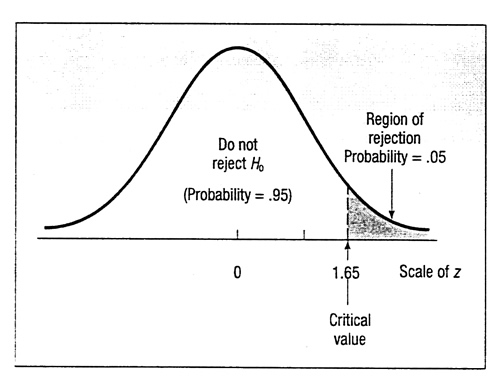 Do not
reject H₀
(Probability = .95)
Region of
rejection
Probability = .05
0
1.65
Scale of z
Critical
value